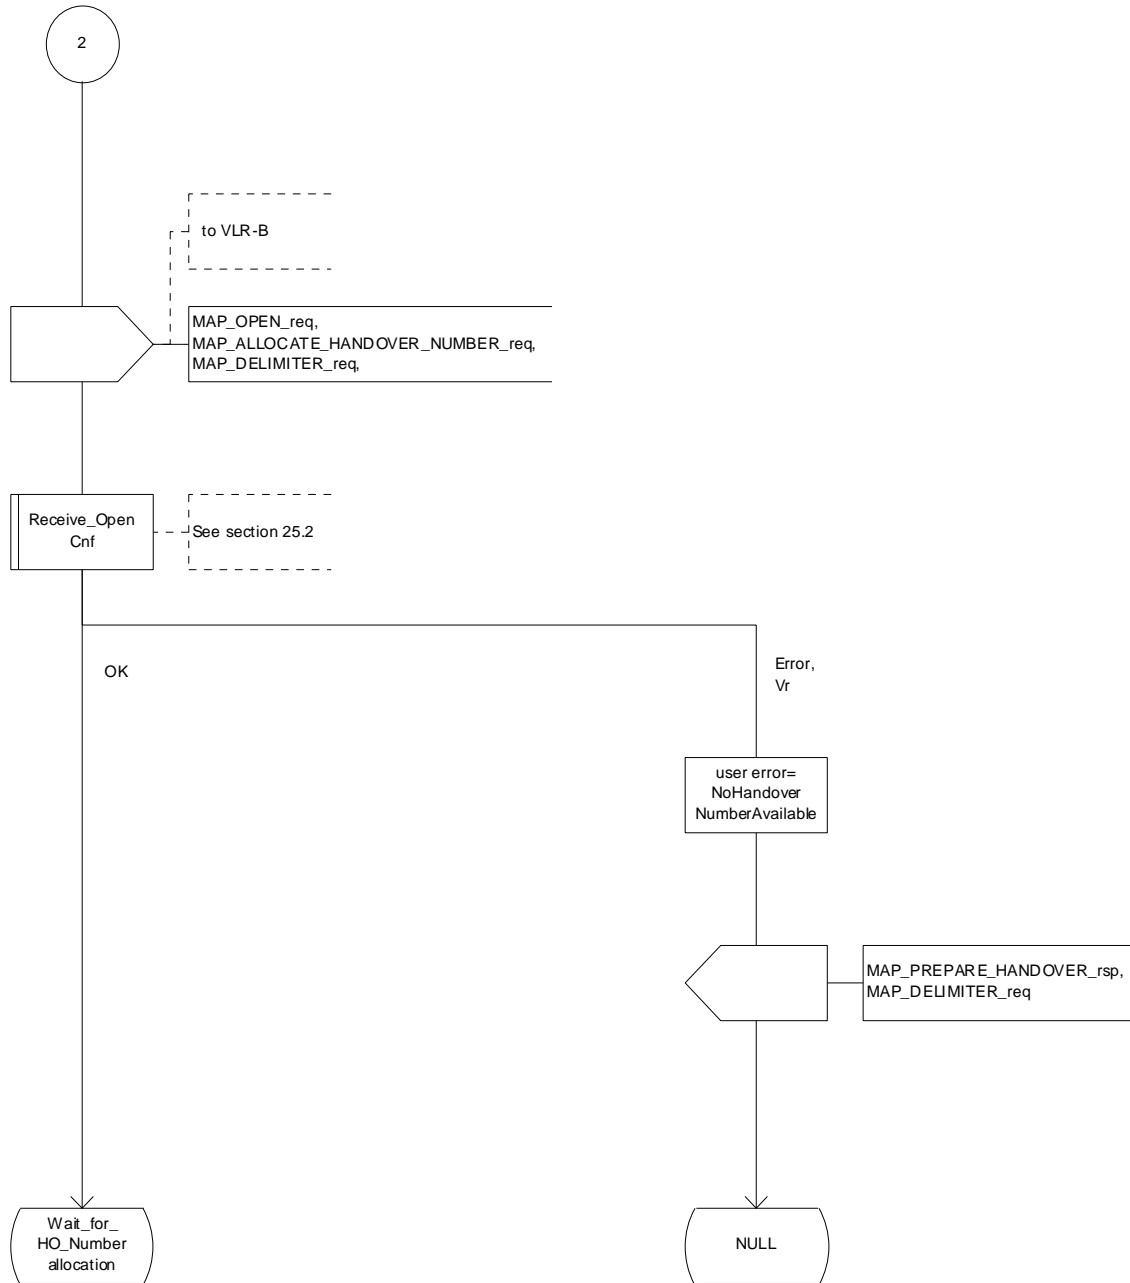 2
to VLR-B
MAP_OPEN_req,
MAP_ALLOCATE_HANDOVER_NUMBER_req,
MAP_DELIMITER_req,
Receive_Open
Cnf
See section 25.2
OK
Error,
Vr
user error=
NoHandover
NumberAvailable
MAP_PREPARE_HANDOVER_rsp,
MAP_DELIMITER_req
Wait_for_
HO_Number
allocation
NULL